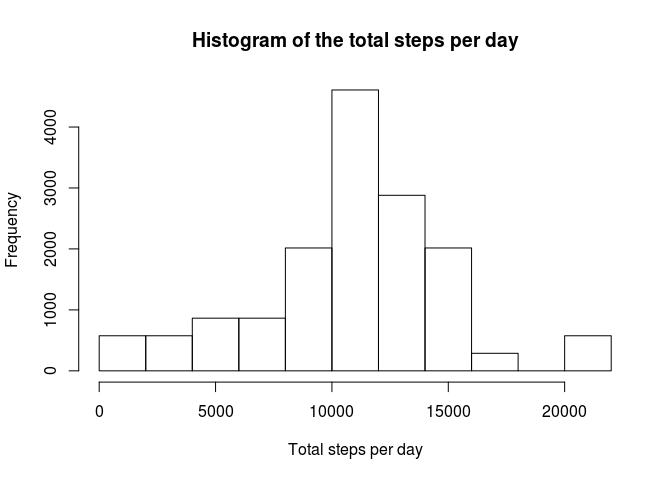 Histogram of the total steps per day
Frequency
4000
3000
2000
1000
0
0 5000 10000 15000 20000
Total steps per day